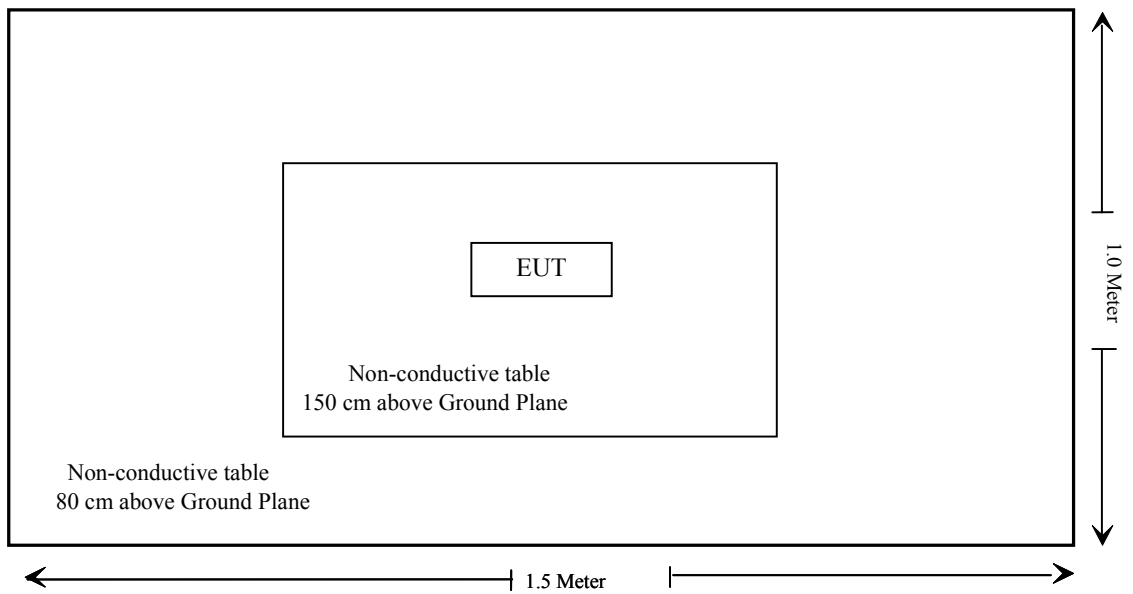 EUT
1.0 Meter
Non-conductive table
150 cm above Ground Plane
Non-conductive table
80 cm above Ground Plane
1.5 Meter